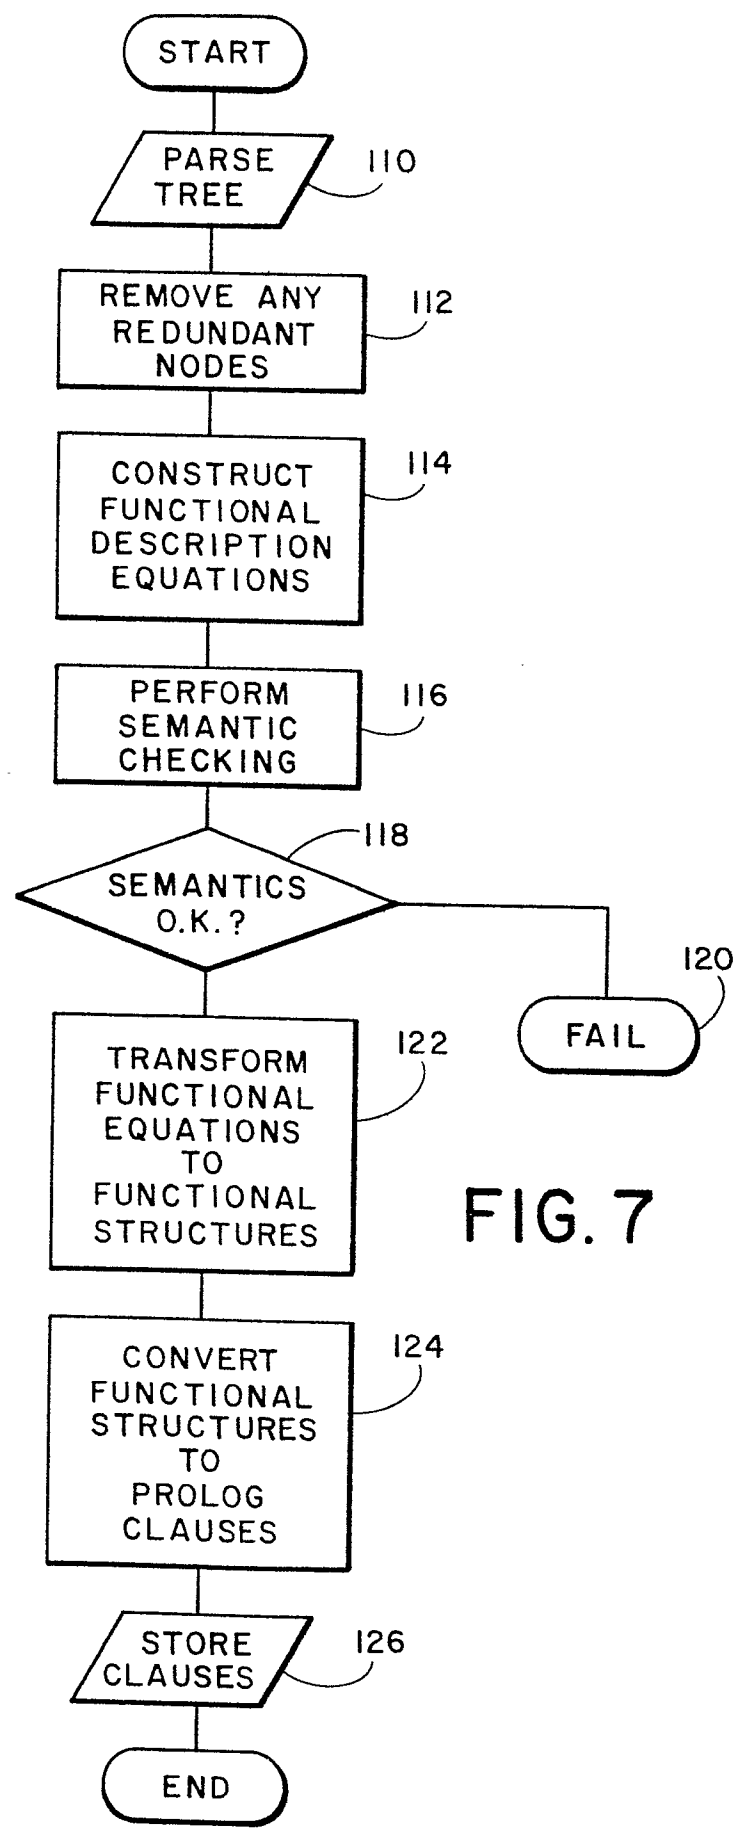 START
PARSE
TREE
110
REMOVE ANY
REDUNDANT
NODES
112
CONSTRUCT
FUNCTIONAL
DESCRIPTION
EQUATIONS
114
PERFORM
SEMANTIC
CHECKING
116
118
SEMANTICS
O.K.?
120
FAIL
TRANSFORM
FUNCTIONAL
EQUATIONS
TO
FUNCTIONAL
STRUCTURES
122
FIG. 7
CONVERT
FUNCTIONAL
STRUCTURES
TO
PROLOG
CLAUSES
124
STORE
CLAUSES
126
END